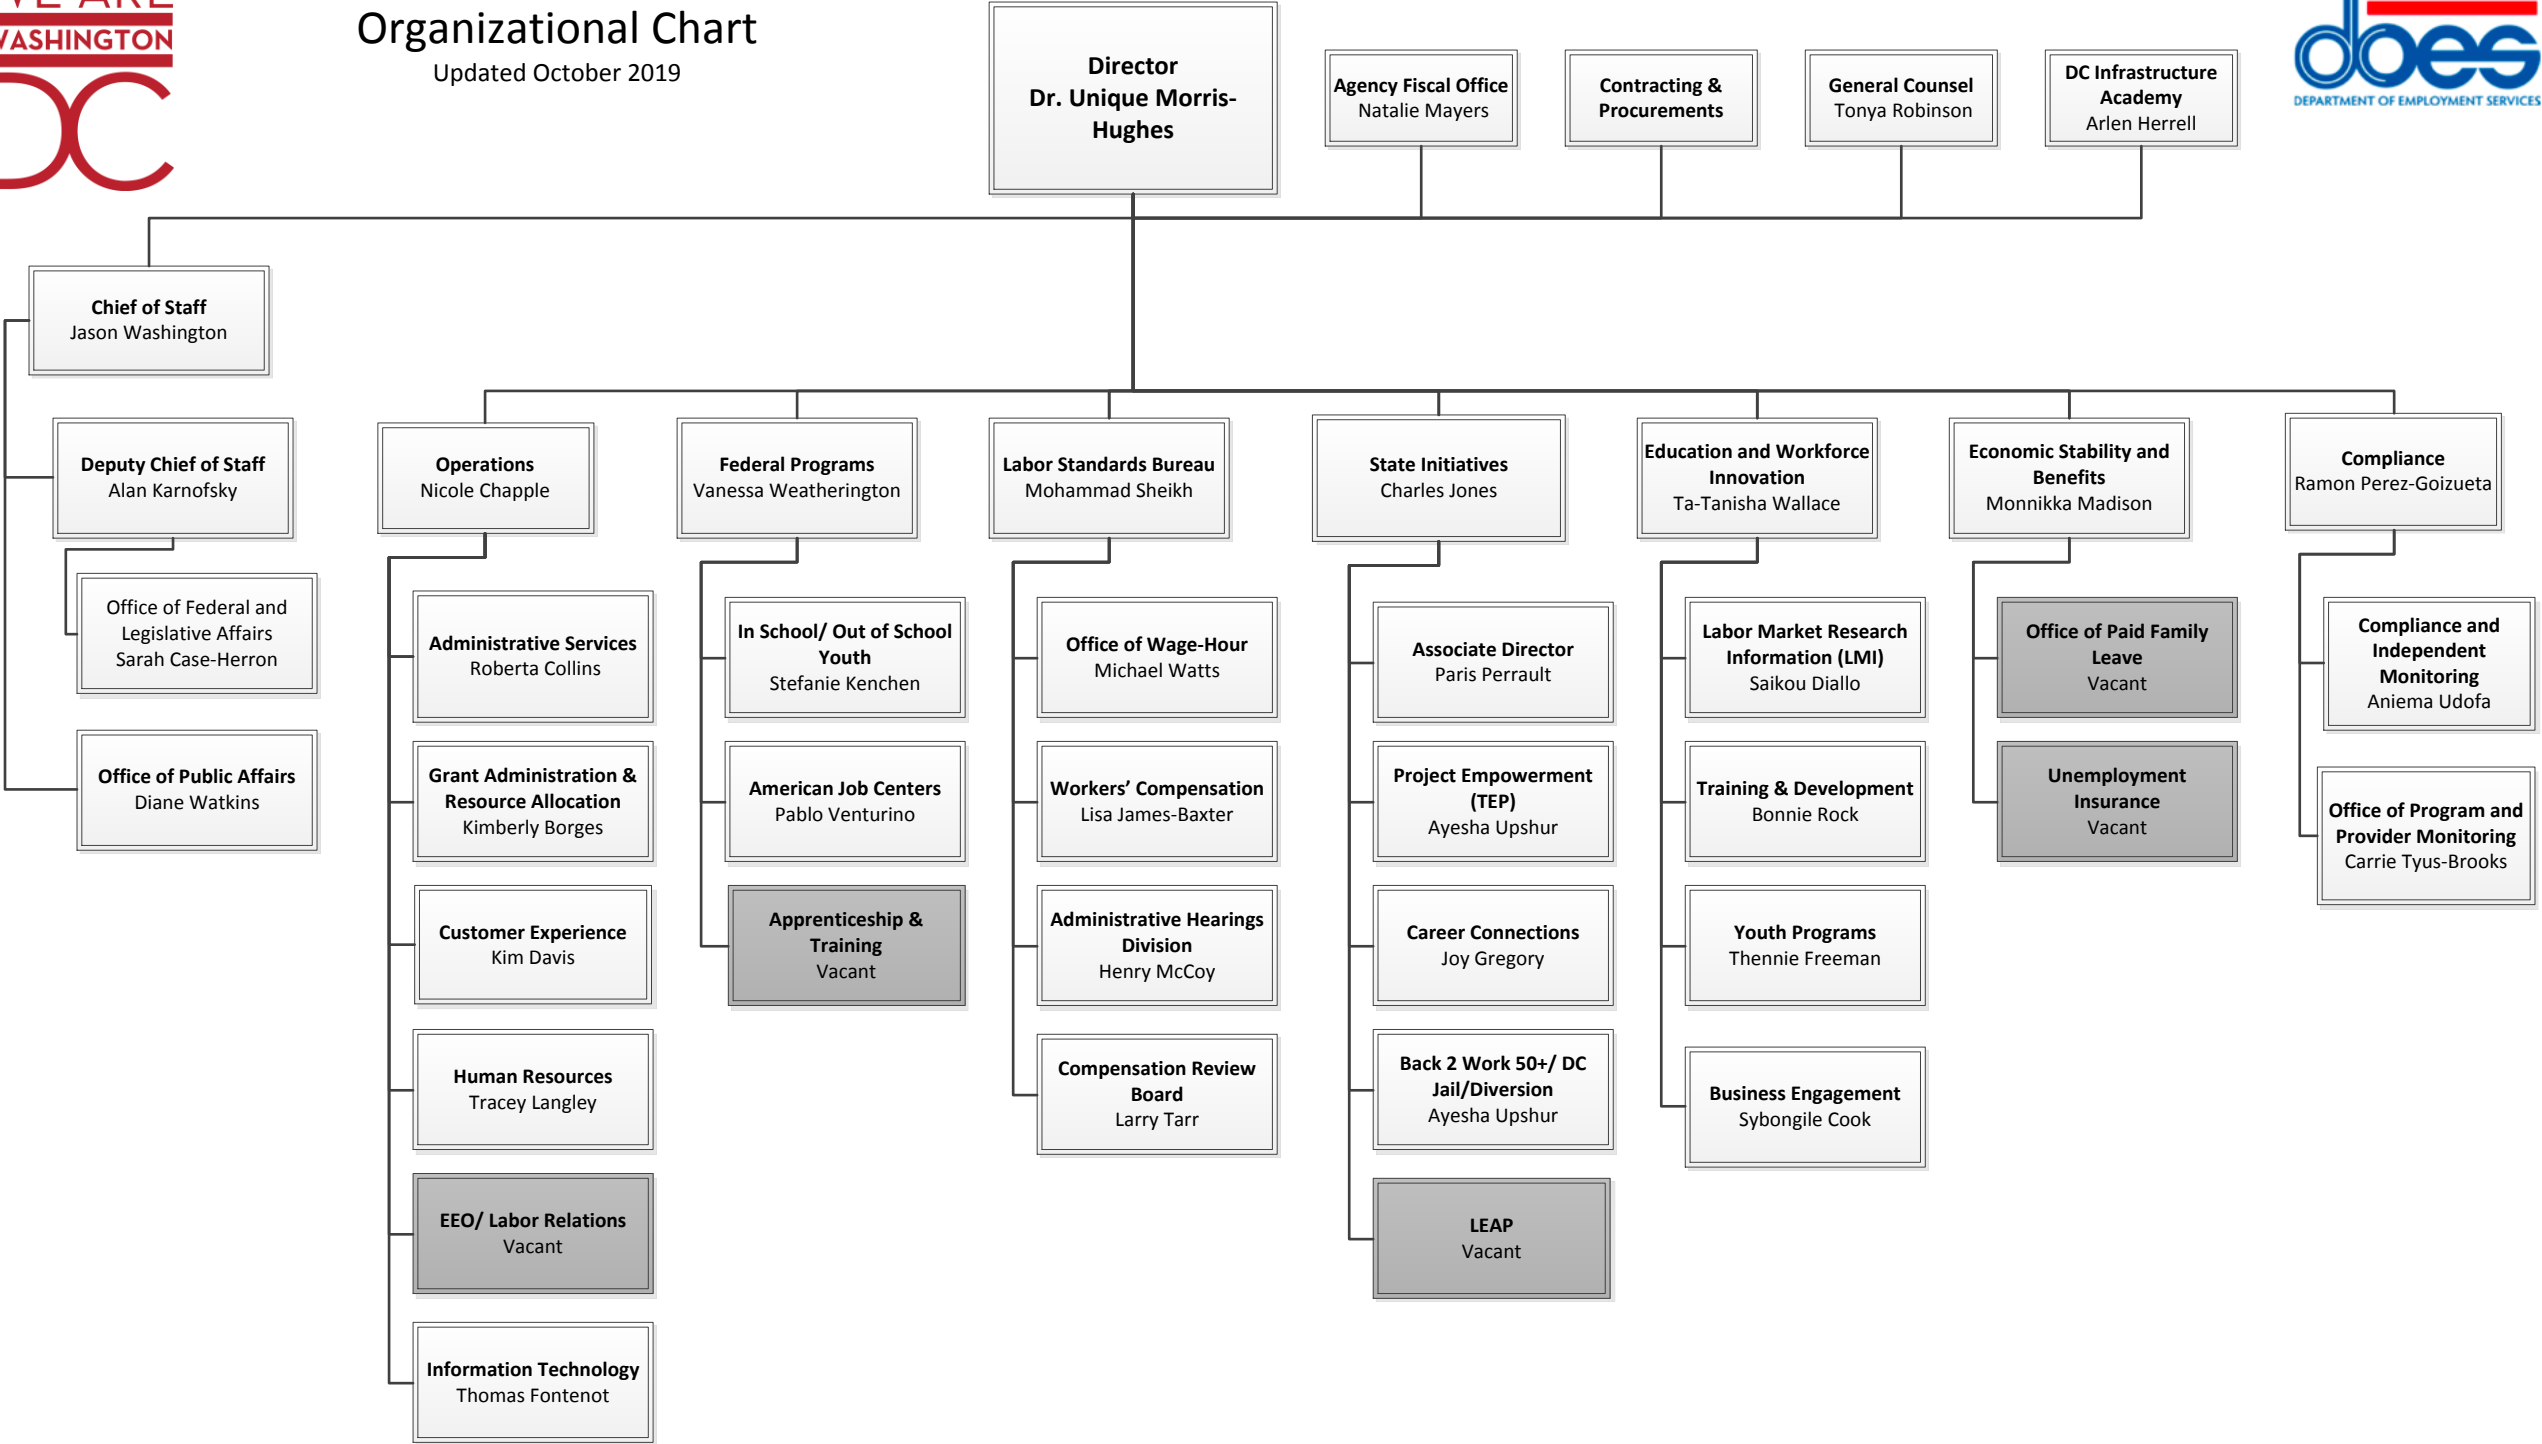 WE ARE
WASHINGTON
DC
Organizational Chart
Updated October 2019
Director
Dr. Unique Morris-
Hughes
Agency Fiscal Office
Natalie Mayers
Contracting &
Procurements
General Counsel
Tonya Robinson
DC Infrastructure
Academy
Arlen Herrell
does
DEPARTMENT OF EMPLOYMENT SERVICES
Chief of Staff
Jason Washington
Deputy Chief of Staff
Alan Karnofsky
Office of Federal and
Legislative Affairs
Sarah Case-Herron
Office of Public Affairs
Diane Watkins
Operations
Nicole Chapple
Administrative Services
Roberta Collins
Grant Administration &
Resource Allocation
Kimberly Borges
Customer Experience
Kim Davis
Human Resources
Tracey Langley
EEO/ Labor Relations
Vacant
Information Technology
Thomas Fontenot
Federal Programs
Vanessa Weatherington
In School/ Out of School
Youth
Stefanie Kenchen
American Job Centers
Pablo Venturino
Apprenticeship &
Training
Vacant
Labor Standards Bureau
Mohammad Sheikh
Office of Wage-Hour
Michael Watts
Workers’ Compensation
Lisa James-Baxter
Administrative Hearings
Division
Henry McCoy
Compensation Review
Board
Larry Tarr
State Initiatives
Charles Jones
Associate Director
Paris Perrault
Project Empowerment
(TEP)
Ayesha Upshur
Career Connections
Joy Gregory
Back 2 Work 50+/ DC
Jail/Diversion
Ayesha Upshur
LEAP
Vacant
Education and Workforce
Innovation
Ta-Tanisha Wallace
Labor Market Research
Information (LMI)
Saikou Diallo
Training & Development
Bonnie Rock
Youth Programs
Thennie Freeman
Business Engagement
Sybongile Cook
Economic Stability and
Benefits
Monnikka Madison
Office of Paid Family
Leave
Vacant
Unemployment
Insurance
Vacant
Compliance
Ramon Perez-Goizueta
Compliance and
Independent
Monitoring
Aniema Udofa
Office of Program and
Provider Monitoring
Carrie Tyus-Brooks